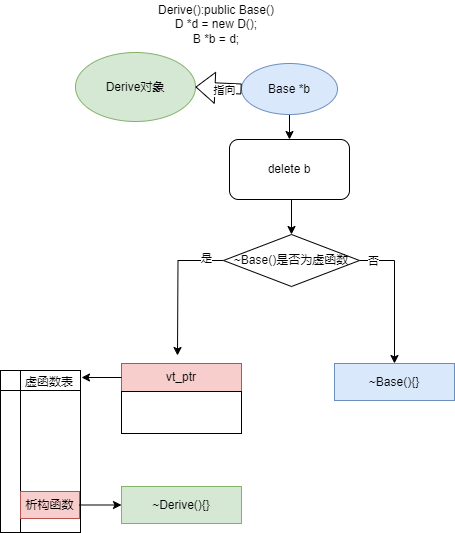 Derive():public Base()
D *d = new D();
B *b = d;
Derive对象
指向
Base *b
delete b
~Base()是否为虚函数
是
否
vt_ptr
虚函数表
~Base(){}
析构函数
~Derive(){}